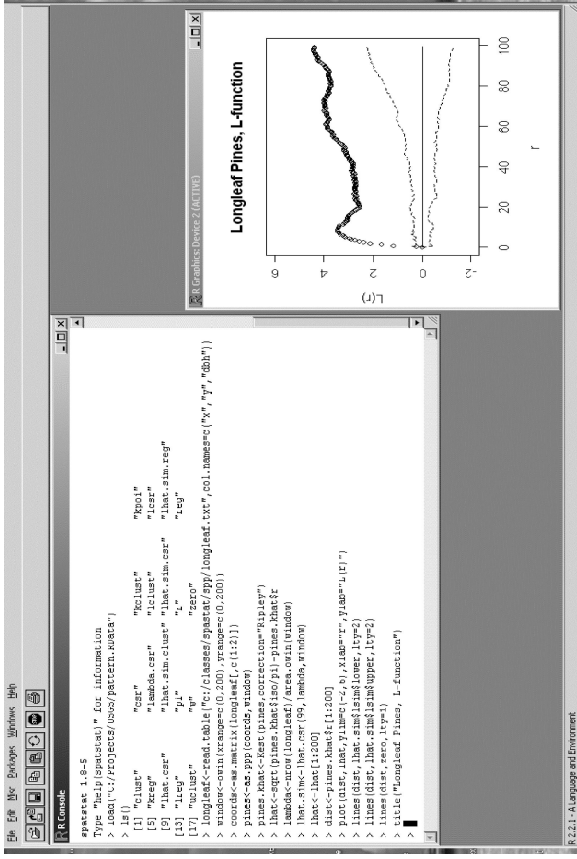 File Edit Misc Packages Windows Help
R Console
spatstat 1.8-5
Type "help(spatstat)" for information
> ls()
[1] "clust" "csr" "kclust" "kpoi"
[5] "kreg" "lambda.csr" "lclust" "lcsr"
[9] "lhat.csr" "lhat.sim.clust" "lhat.sim.csr" "lhat.sim.reg"
[13] "lreg" "pi" "r" "reg"
[17] "uclust" "w" "zero"
> longleaf<-read.table("c:/classes/spastat/spp/longleaf.txt",col.names=c("x","y","dbh"))
> window<-owin(xrange=c(0,200),yrange=c(0,200))
> coords<-as.matrix(longleaf[,c(1:2)])
> pines<-as.ppp(coords,window)
> pines.khat<-Kest(pines,correction="Ripley")
> lhat<-sqrt(pines.khat$iso/pi)-pines.khat$r
> lambda<-nrow(longleaf)/area.owin(window)
> lhat.sim<-lhat.csr(99,lambda,window)
> lhat<-lhat[1:200]
> dist<-pines.khat$r[1:200]
> plot(dist,lhat,ylim=c(-2,6),xlab="r",ylab="L(r)")
> lines(dist,lhat.sim$lsim$lower,lty=2)
> lines(dist,lhat.sim$lsim$upper,lty=2)
> lines(dist,zero,lty=1)
> title("Longleaf Pines, L-function")
>
R Graphics: Device 2 (ACTIVE)
Longleaf Pines, L-function
L(r)
6
4
2
0
-2
0 20 40 60 80 100
r
R 2.2.1 - A Language and Environment